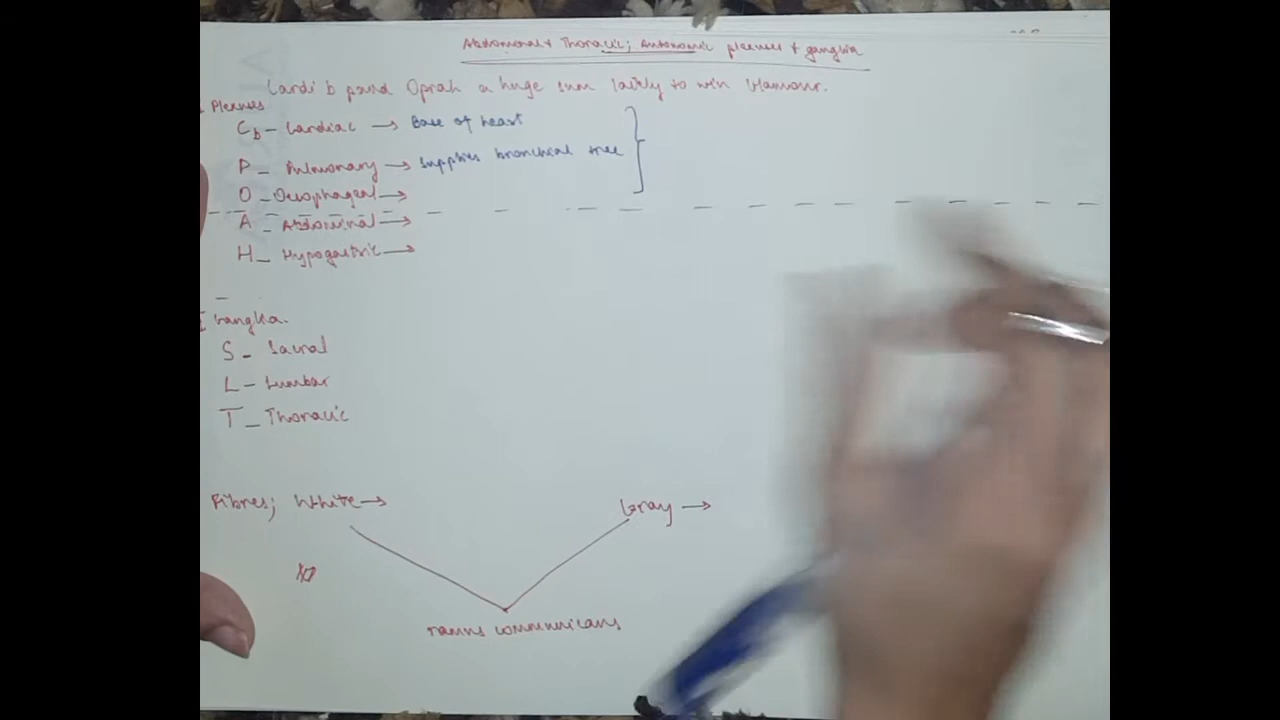 Abdominal & Thoracic; Autonomic plexuses & ganglia
Cardi b paid Oprah a huge sum lately to win Hamour.
Plexuses
Cb - Cardiac → Base of heart
P - Pulmonary → Supplies bronchial tree
O - Oesophageal →
A - Abdominal →
H - Hypogastric →
Ganglia.
S - Sacral
L - Lumbar
T - Thoracic
Fibres; White → Gray →
ramus communicans